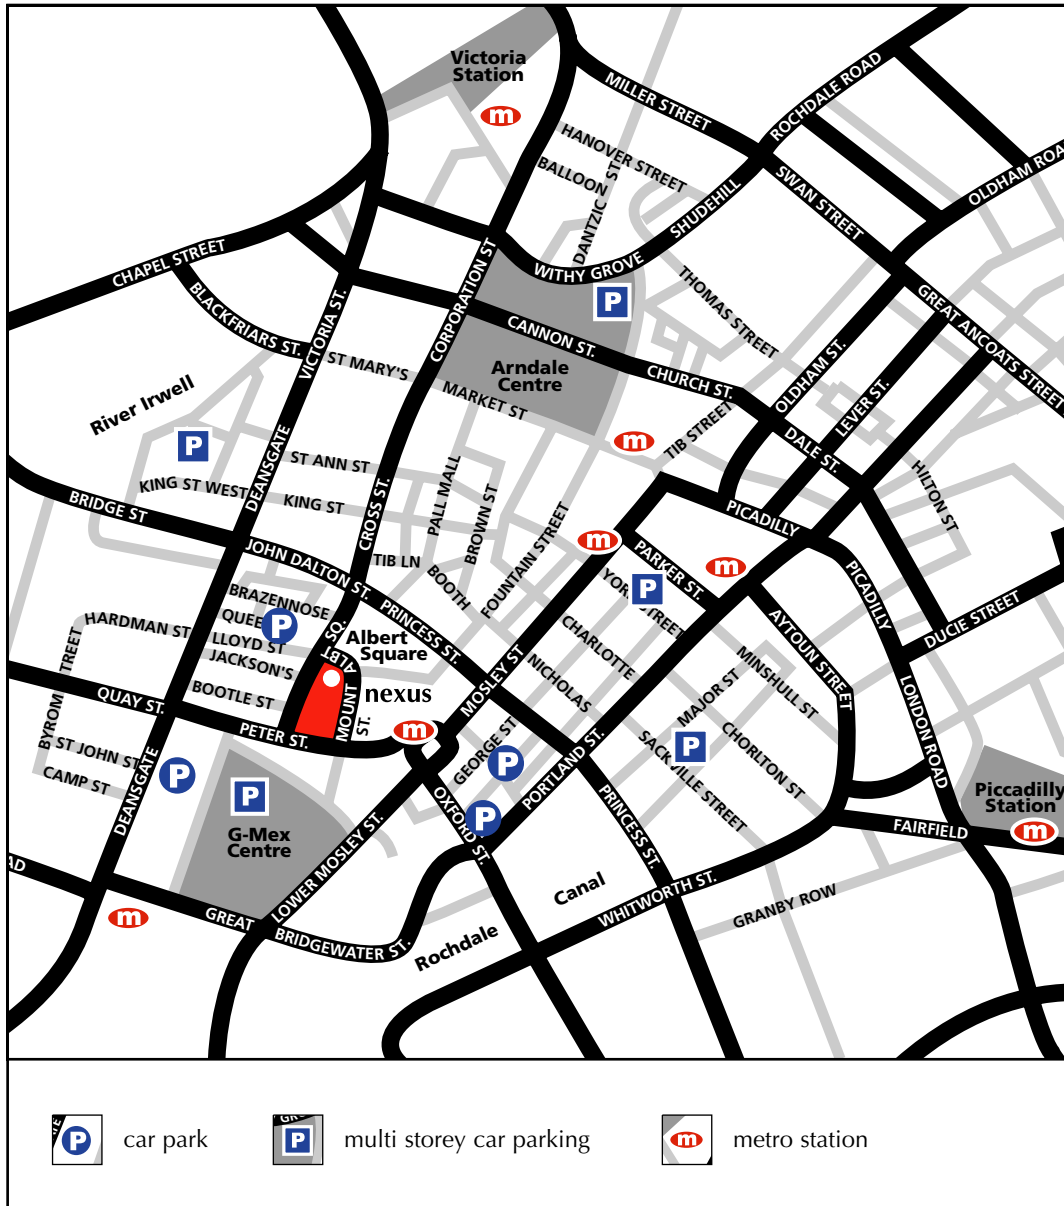 Victoria
Station
m
MILLER STREET
ROCHDALE ROAD
HANOVER STREET
BALLOON ST
DANTZIC
SHUDEHILL
SWAN STREET
OLDHAM ROA
CHAPEL STREET
WITHY GROVE
P
BLACKFRIARS ST.
VICTORIA ST.
CORPORATION ST
THOMAS STREET
GREAT ANCOATS STREET
CANNON ST.
ST MARY'S
Arndale
Centre
MARKET ST
CHURCH ST.
OLDHAM ST.
LEVER ST.
River Irwell
P
m
TIB STREET
DALE ST.
DEANSGATE
ST ANN ST
KING ST WEST
KING ST
CROSS ST.
PALL MALL
BROWN ST
FOUNTAIN STREET
HILTON ST
BRIDGE ST
PICADILLY
JOHN DALTON ST.
TIB LN
BOOTH
m
PARKER ST.
m
PICADILLY
YORK STREET
P
BRAZENNOSE
QUEE
P
PRINCESS ST.
CHARLOTTE
AYTOUN STREET
DUCIE STREET
HARDMAN ST
LLOYD ST
JACKSON'S
ALBT SQ.
Albert
Square
BYROM STREET
BOOTLE ST
MOUNT
ST.
nexus
MOSLEY ST
NICHOLAS
MINSHULL ST
MAJOR ST
LONDON ROAD
QUAY ST.
PETER ST.
m
GEORGE ST
SACKVILLE STREET
P
CHORLTON ST
ST JOHN ST
CAMP ST
P
P
P
PORTLAND ST.
DEANSGATE
G-Mex
Centre
OXFORD ST.
P
PRINCESS ST.
Piccadilly
Station
m
FAIRFIELD
AD
LOWER MOSLEY ST.
m
GREAT
BRIDGEWATER ST.
Rochdale
Canal
WHITWORTH ST.
GRANBY ROW
P
car park
P
multi storey car parking
m
metro station